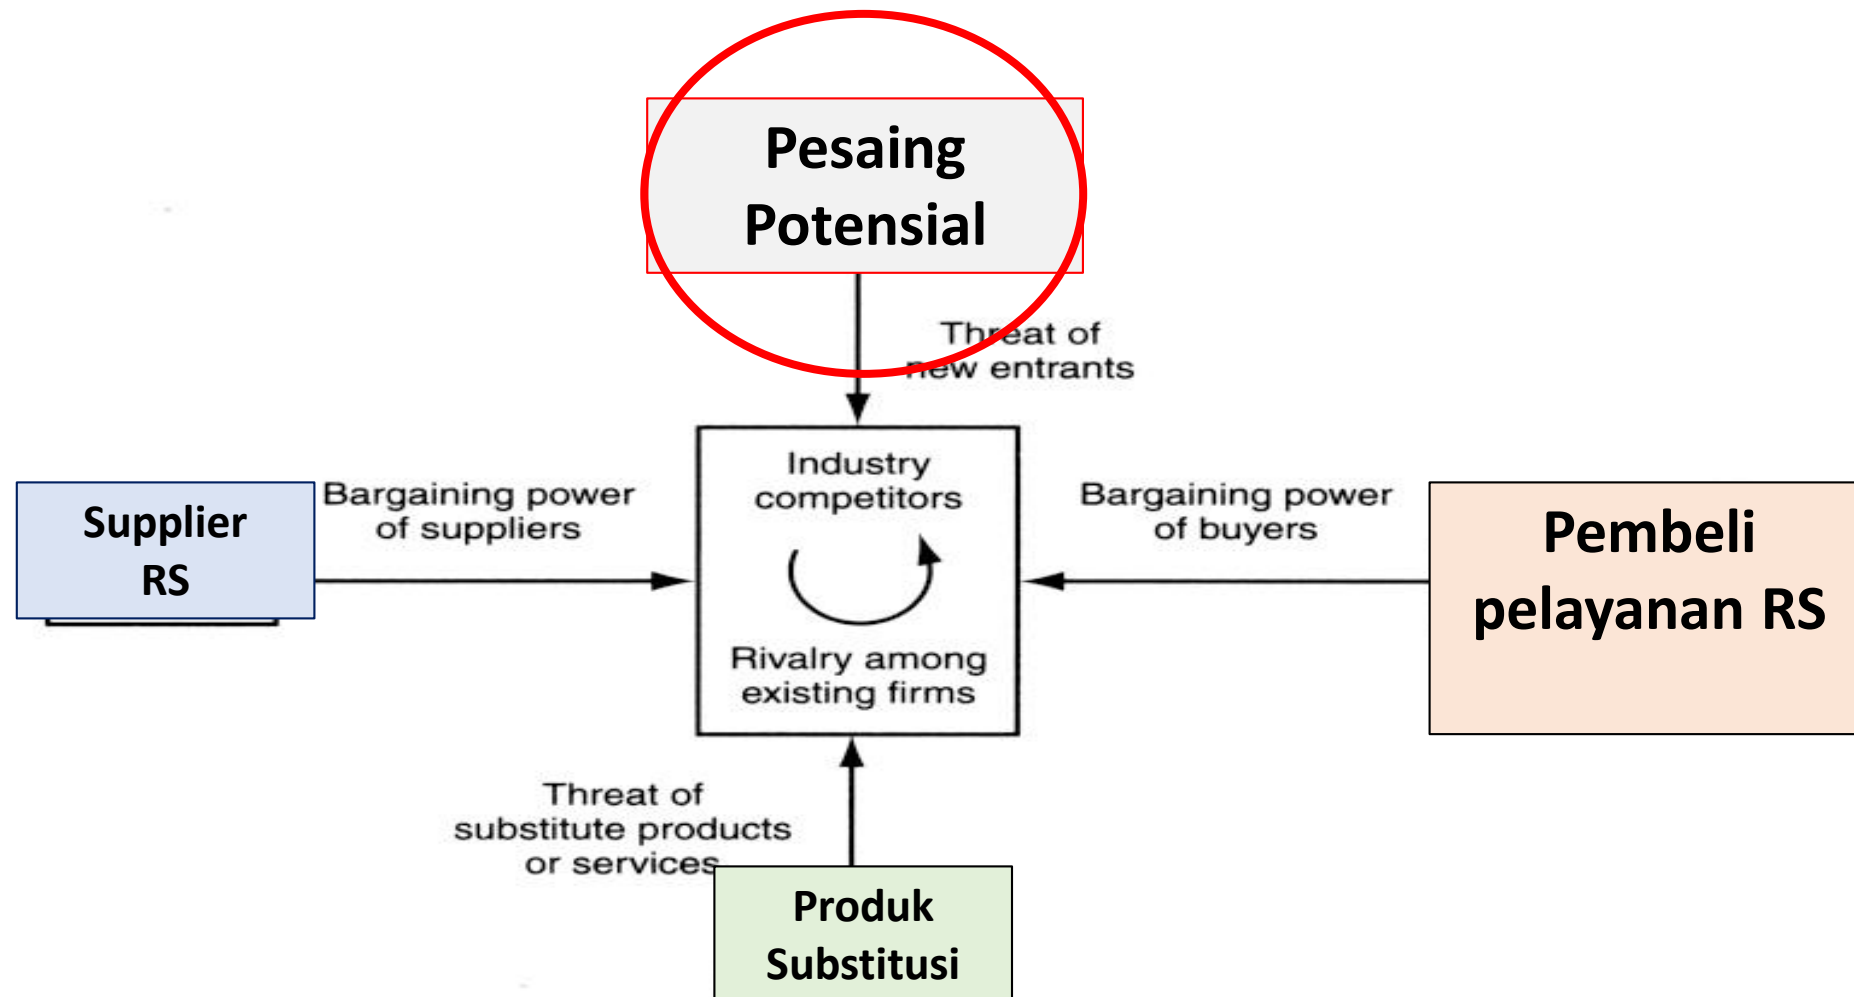 Pesaing
Potensial
Threat of
new entrants
Industry
competitors
Rivalry among
existing firms
Supplier
RS
Bargaining power
of suppliers
Bargaining power
of buyers
Pembeli
pelayanan RS
Threat of
substitute products
or services
Produk
Substitusi